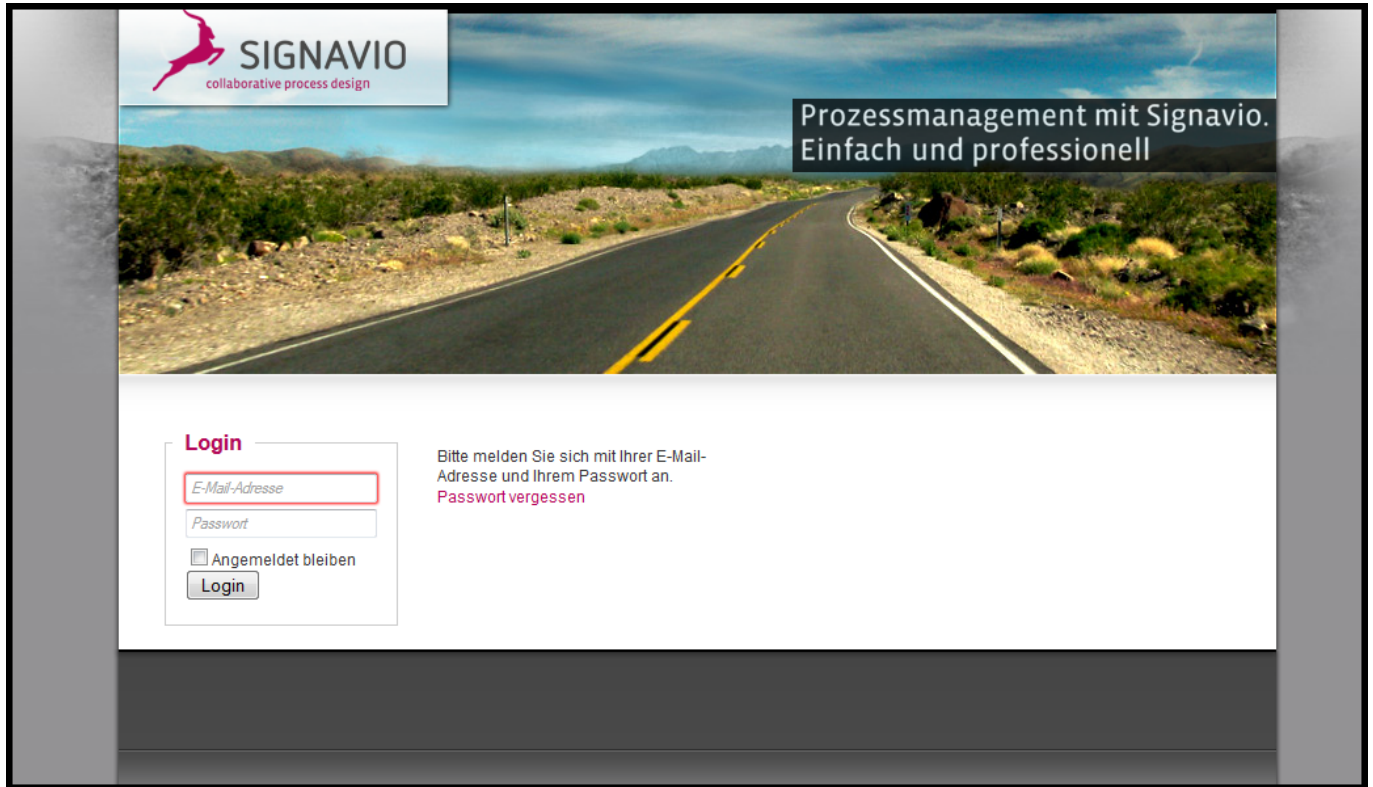 SIGNAVIO
collaborative process design
Prozessmanagement mit Signavio.
Einfach und professionell
Login
E-Mail-Adresse
Passwort
Angemeldet bleiben
Login
Bitte melden Sie sich mit Ihrer E-Mail-
Adresse und Ihrem Passwort an.
Passwort vergessen